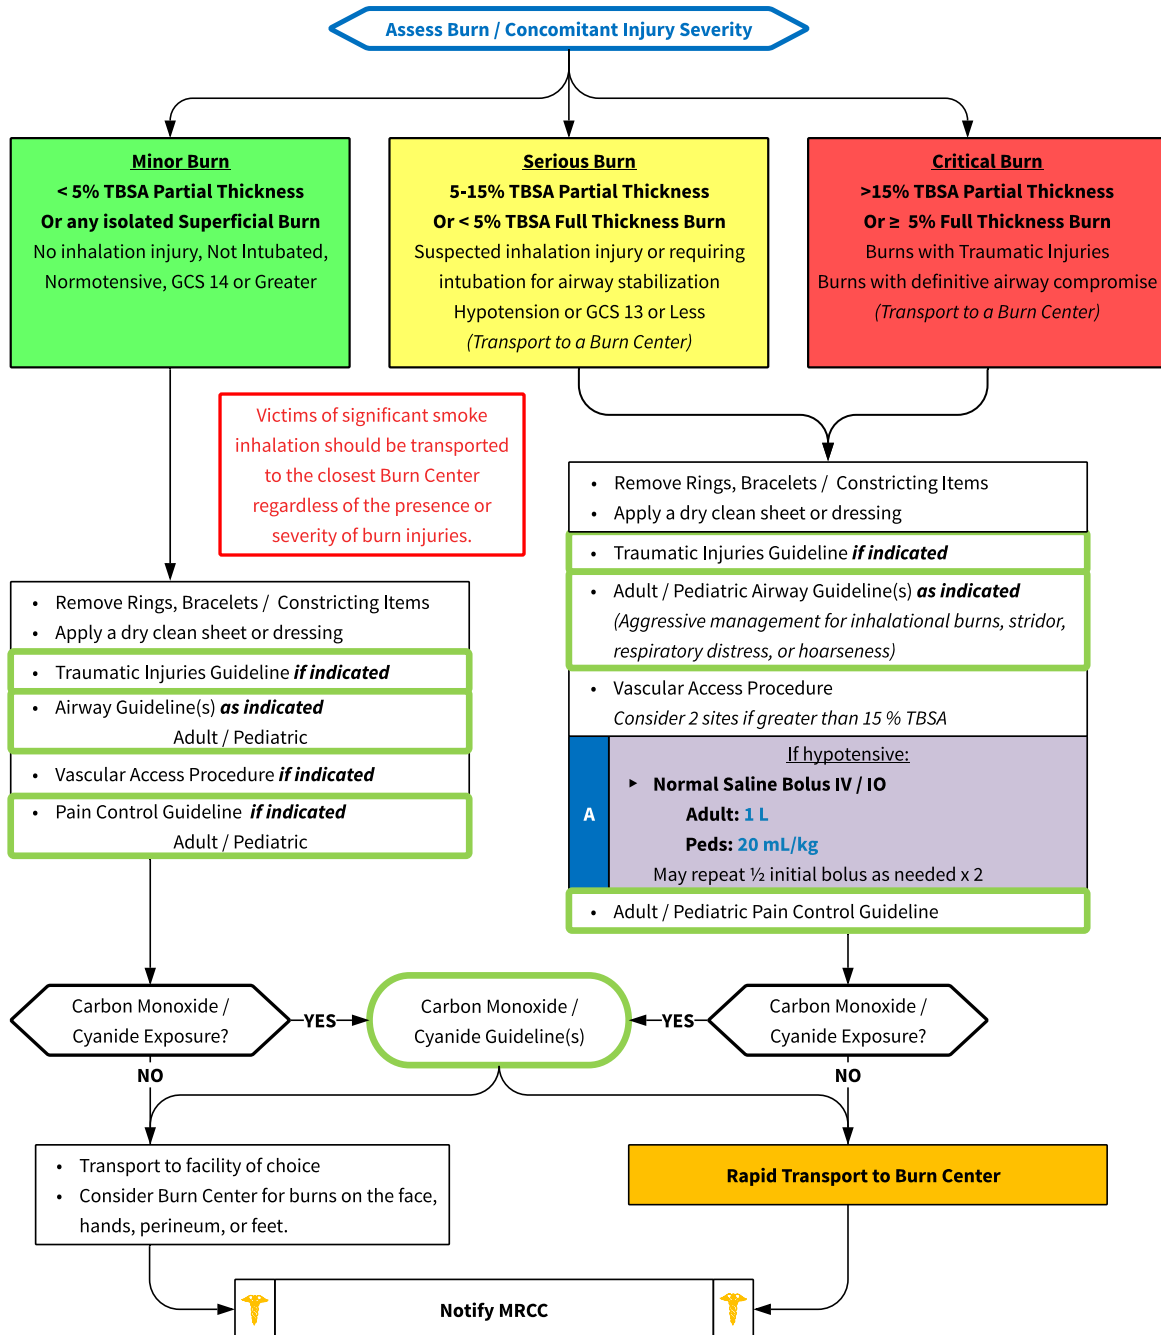 Assess Burn / Concomitant Injury Severity
Minor Burn
< 5% TBSA Partial Thickness
Or any isolated Superficial Burn
No inhalation injury, Not Intubated,
Normotensive, GCS 14 or Greater
Serious Burn
5-15% TBSA Partial Thickness
Or < 5% TBSA Full Thickness Burn
Suspected inhalation injury or requiring
intubation for airway stabilization
Hypotension or GCS 13 or Less
(Transport to a Burn Center)
Critical Burn
>15% TBSA Partial Thickness
Or ≥ 5% Full Thickness Burn
Burns with Traumatic Injuries
Burns with definitive airway compromise
(Transport to a Burn Center)
Victims of significant smoke
inhalation should be transported
to the closest Burn Center
regardless of the presence or
severity of burn injuries.
• Remove Rings, Bracelets / Constricting Items
• Apply a dry clean sheet or dressing
• Traumatic Injuries Guideline if indicated
• Airway Guideline(s) as indicated
Adult / Pediatric
• Vascular Access Procedure if indicated
• Pain Control Guideline if indicated
Adult / Pediatric
• Remove Rings, Bracelets / Constricting Items
• Apply a dry clean sheet or dressing
• Traumatic Injuries Guideline if indicated
• Adult / Pediatric Airway Guideline(s) as indicated
(Aggressive management for inhalational burns, stridor,
respiratory distress, or hoarseness)
• Vascular Access Procedure
Consider 2 sites if greater than 15 % TBSA
A
If hypotensive:
▸ Normal Saline Bolus IV / IO
Adult: 1 L
Peds: 20 mL/kg
May repeat ½ initial bolus as needed x 2
• Adult / Pediatric Pain Control Guideline
Carbon Monoxide /
Cyanide Exposure?
YES
Carbon Monoxide /
Cyanide Guideline(s)
YES
Carbon Monoxide /
Cyanide Exposure?
NO
NO
• Transport to facility of choice
• Consider Burn Center for burns on the face,
hands, perineum, or feet.
Rapid Transport to Burn Center
Notify MRCC